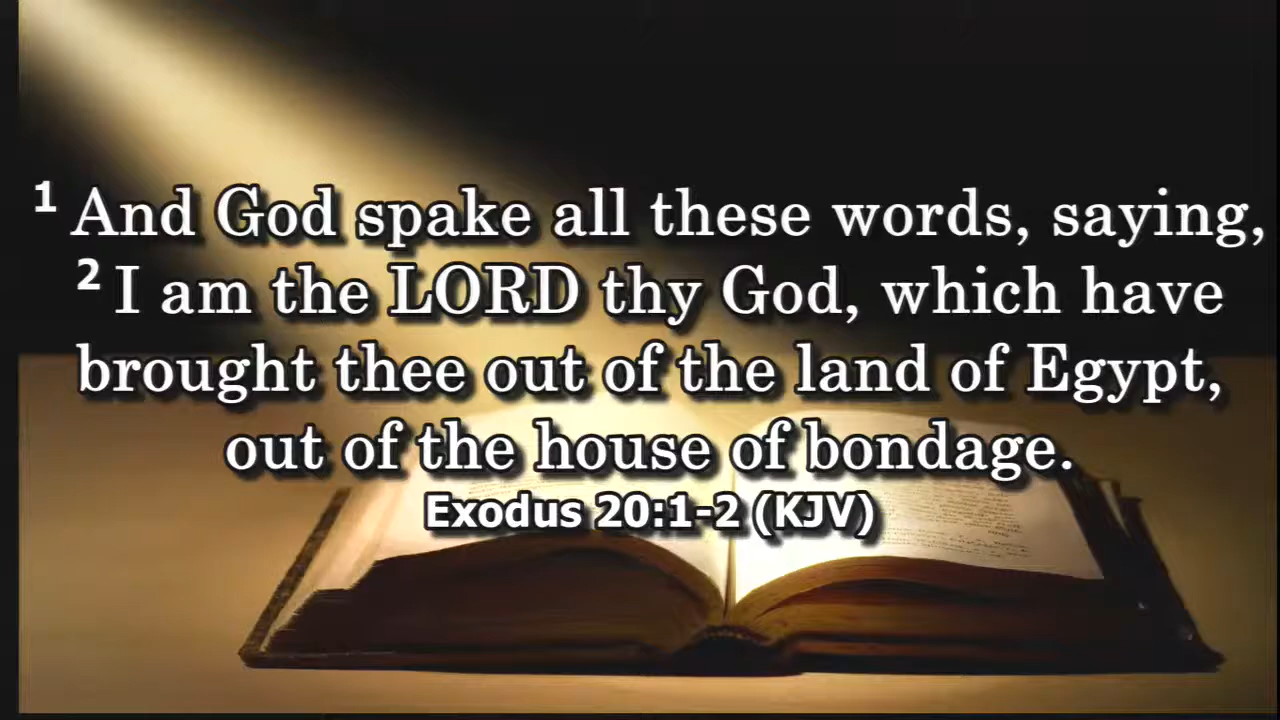 1 And God spake all these words, saying,
2 I am the LORD thy God, which have
brought thee out of the land of Egypt,
out of the house of bondage.
Exodus 20:1-2 (KJV)